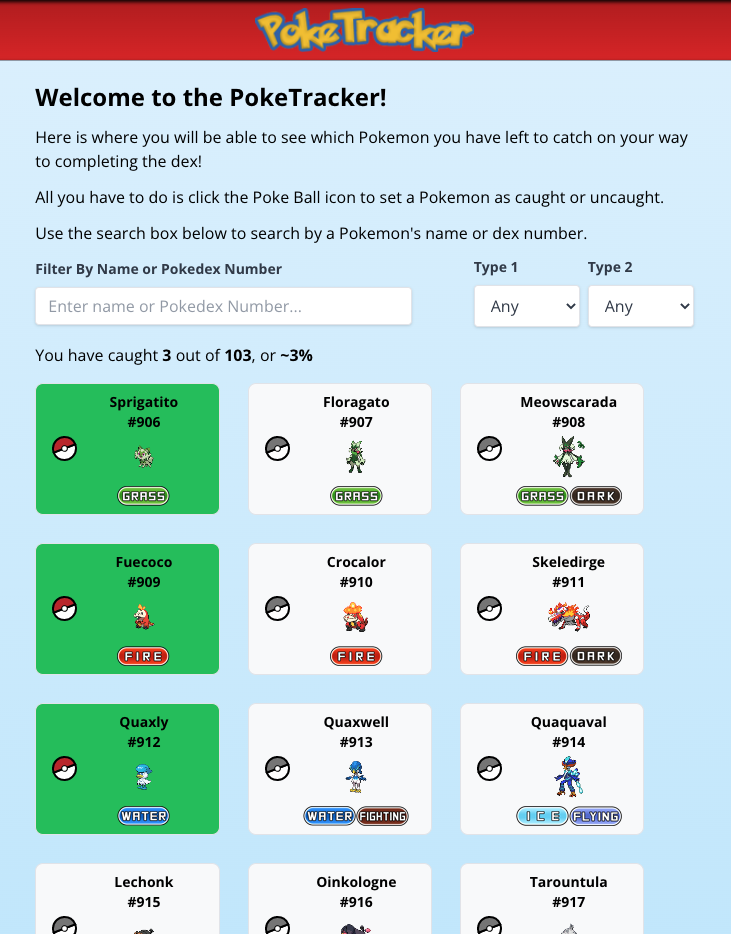 PokeTracker
Welcome to the PokeTracker!
Here is where you will be able to see which Pokemon you have left to catch on your way
to completing the dex!
All you have to do is click the Poke Ball icon to set a Pokemon as caught or uncaught.
Use the search box below to search by a Pokemon's name or dex number.
Filter By Name or Pokedex Number
Type 1
Type 2
Enter name or Pokedex Number...
Any
Any
You have caught 3 out of 103, or ~3%
Sprigatito
#906
GRASS
Floragato
#907
GRASS
Meowscarada
#908
GRASS DARK
Fuecoco
#909
FIRE
Crocalor
#910
FIRE
Skeledirge
#911
FIRE DARK
Quaxly
#912
WATER
Quaxwell
#913
WATER FIGHTING
Quaquaval
#914
ICE FLYING
Lechonk
#915
Oinkologne
#916
Tarountula
#917